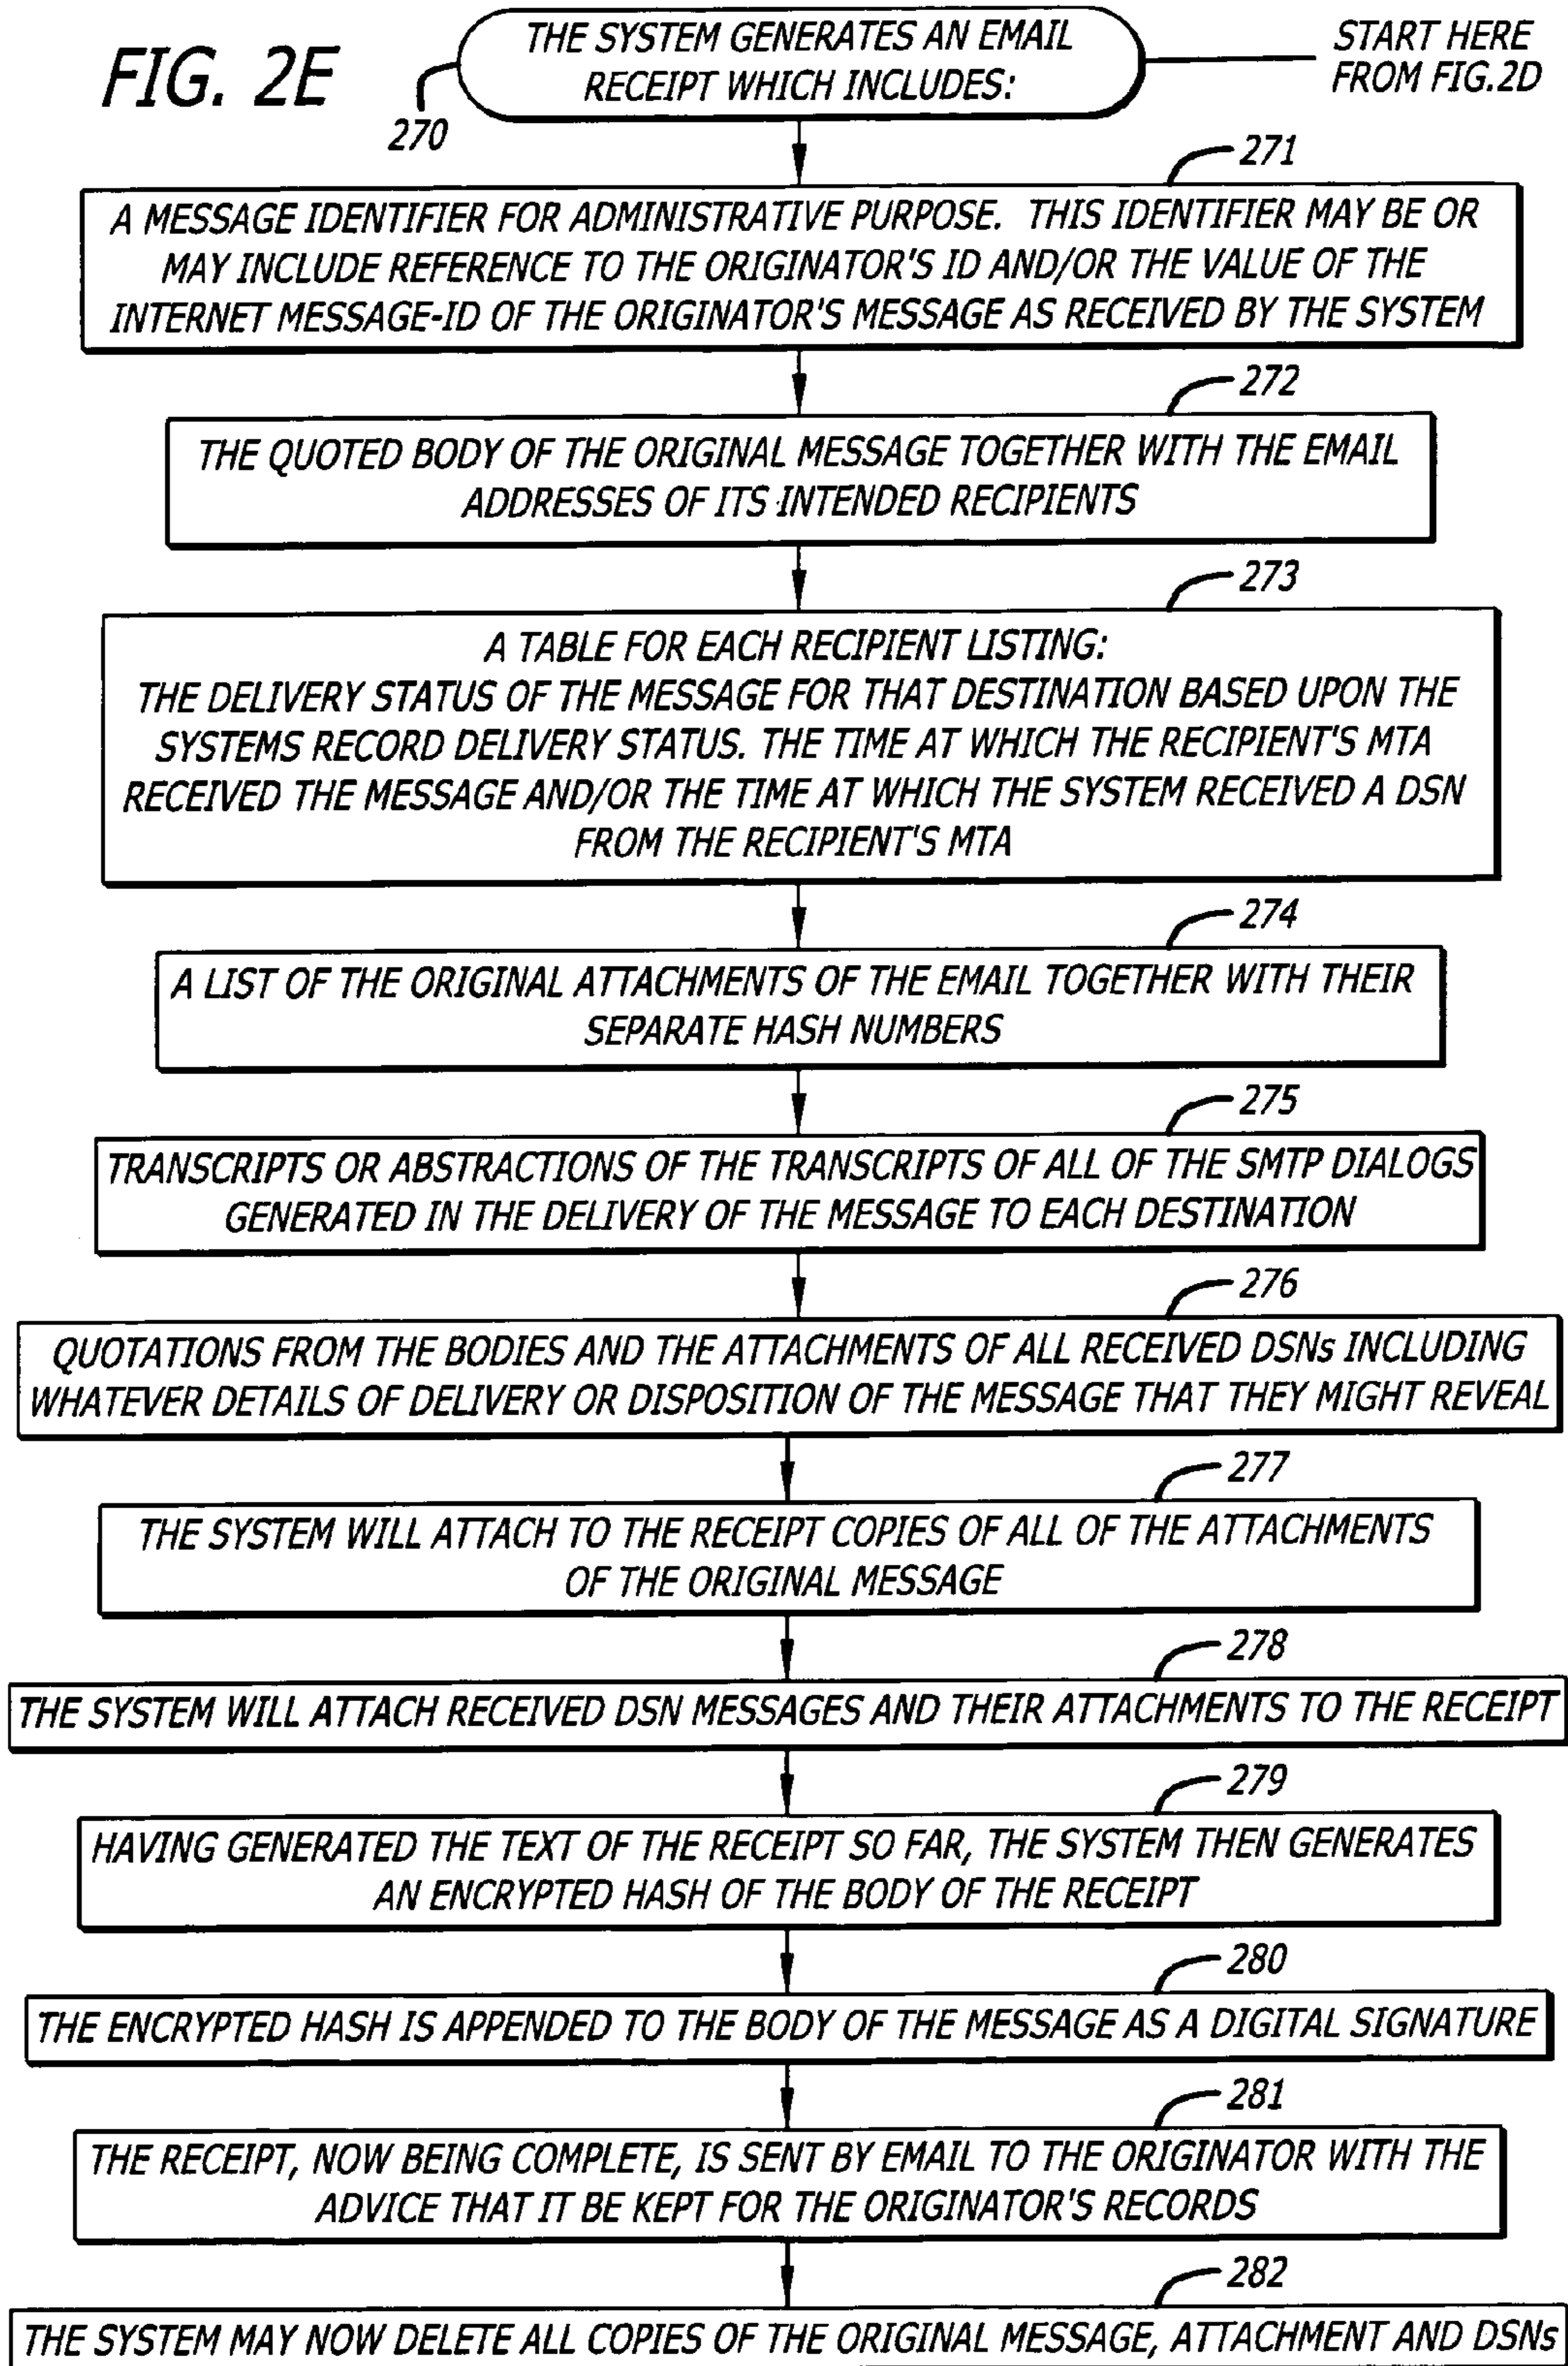 FIG. 2E
THE SYSTEM GENERATES AN EMAIL
RECEIPT WHICH INCLUDES:
START HERE
FROM FIG.2D
270
271
A MESSAGE IDENTIFIER FOR ADMINISTRATIVE PURPOSE. THIS IDENTIFIER MAY BE OR
MAY INCLUDE REFERENCE TO THE ORIGINATOR'S ID AND/OR THE VALUE OF THE
INTERNET MESSAGE-ID OF THE ORIGINATOR'S MESSAGE AS RECEIVED BY THE SYSTEM
272
THE QUOTED BODY OF THE ORIGINAL MESSAGE TOGETHER WITH THE EMAIL
ADDRESSES OF ITS INTENDED RECIPIENTS
273
A TABLE FOR EACH RECIPIENT LISTING:
THE DELIVERY STATUS OF THE MESSAGE FOR THAT DESTINATION BASED UPON THE
SYSTEMS RECORD DELIVERY STATUS. THE TIME AT WHICH THE RECIPIENT'S MTA
RECEIVED THE MESSAGE AND/OR THE TIME AT WHICH THE SYSTEM RECEIVED A DSN
FROM THE RECIPIENT'S MTA
274
A LIST OF THE ORIGINAL ATTACHMENTS OF THE EMAIL TOGETHER WITH THEIR
SEPARATE HASH NUMBERS
275
TRANSCRIPTS OR ABSTRACTIONS OF THE TRANSCRIPTS OF ALL OF THE SMTP DIALOGS
GENERATED IN THE DELIVERY OF THE MESSAGE TO EACH DESTINATION
276
QUOTATIONS FROM THE BODIES AND THE ATTACHMENTS OF ALL RECEIVED DSNs INCLUDING
WHATEVER DETAILS OF DELIVERY OR DISPOSITION OF THE MESSAGE THAT THEY MIGHT REVEAL
277
THE SYSTEM WILL ATTACH TO THE RECEIPT COPIES OF ALL OF THE ATTACHMENTS
OF THE ORIGINAL MESSAGE
278
THE SYSTEM WILL ATTACH RECEIVED DSN MESSAGES AND THEIR ATTACHMENTS TO THE RECEIPT
279
HAVING GENERATED THE TEXT OF THE RECEIPT SO FAR, THE SYSTEM THEN GENERATES
AN ENCRYPTED HASH OF THE BODY OF THE RECEIPT
280
THE ENCRYPTED HASH IS APPENDED TO THE BODY OF THE MESSAGE AS A DIGITAL SIGNATURE
281
THE RECEIPT, NOW BEING COMPLETE, IS SENT BY EMAIL TO THE ORIGINATOR WITH THE
ADVICE THAT IT BE KEPT FOR THE ORIGINATOR'S RECORDS
282
THE SYSTEM MAY NOW DELETE ALL COPIES OF THE ORIGINAL MESSAGE, ATTACHMENT AND DSNs